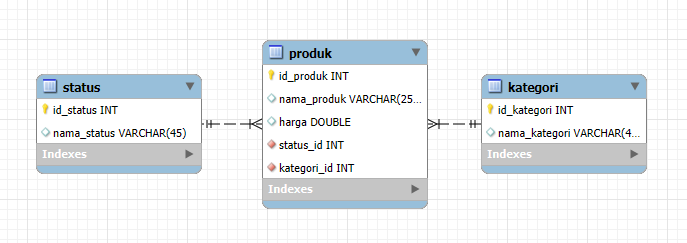 status
id_status INT
nama_status VARCHAR(45)
Indexes
produk
id_produk INT
nama_produk VARCHAR(25...
harga DOUBLE
status_id INT
kategori_id INT
Indexes
kategori
id_kategori INT
nama_kategori VARCHAR(4...
Indexes